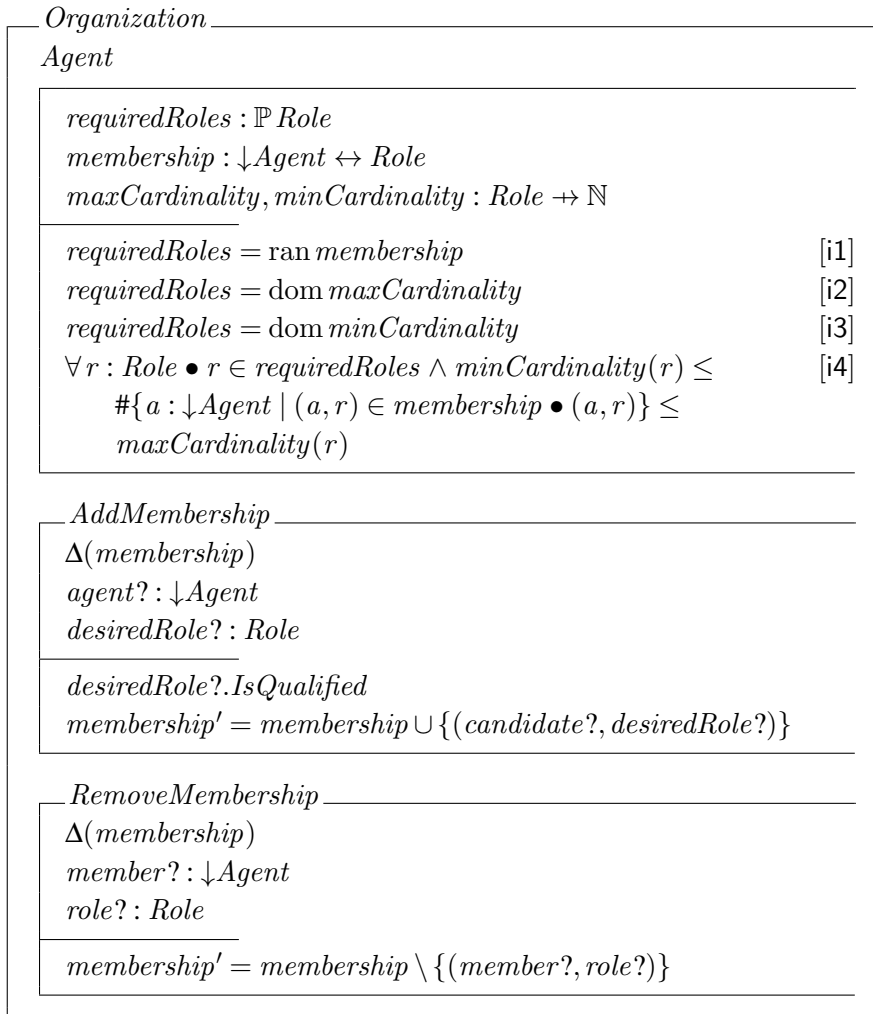 Organization
Agent
requiredRoles : ℙ Role
membership : ↓Agent ↔ Role
maxCardinality, minCardinality : Role ⇸ ℕ
requiredRoles = ran membership [i1]
requiredRoles = dom maxCardinality [i2]
requiredRoles = dom minCardinality [i3]
∀ r : Role • r ∈ requiredRoles ∧ minCardinality(r) ≤ [i4]
#{a : ↓Agent | (a, r) ∈ membership • (a, r)} ≤
maxCardinality(r)
AddMembership
Δ(membership)
agent? : ↓Agent
desiredRole? : Role
desiredRole?.IsQualified
membership′ = membership ∪ {(candidate?, desiredRole?)}
RemoveMembership
Δ(membership)
member? : ↓Agent
role? : Role
membership′ = membership \ {(member?, role?)}